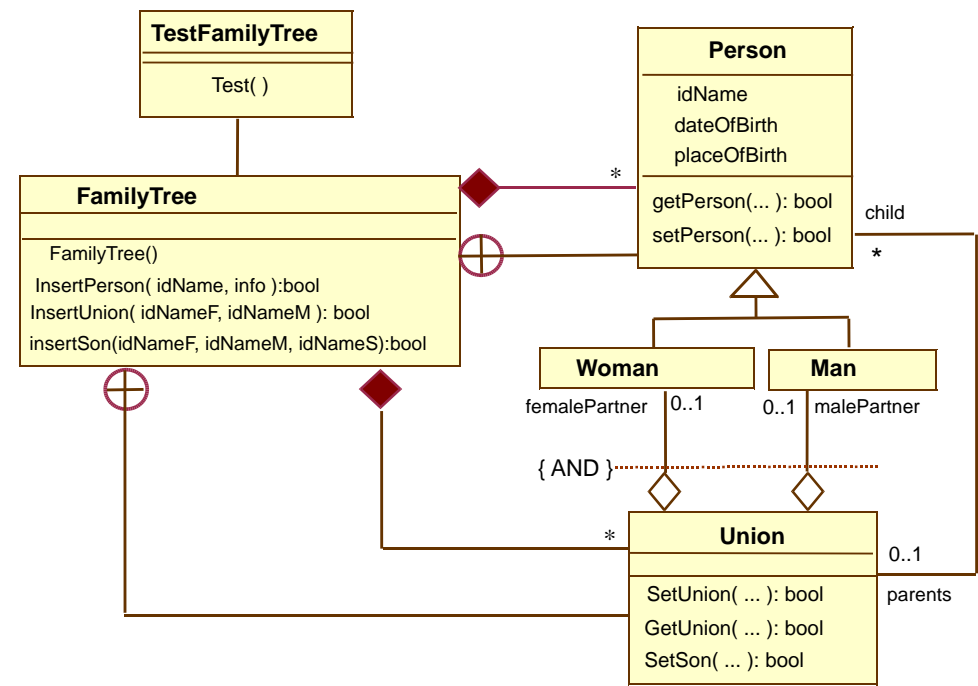 TestFamilyTree
Test( )
Person
idName
dateOfBirth
placeOfBirth
getPerson(... ): bool
setPerson(... ): bool
*
FamilyTree
FamilyTree()
InsertPerson( idName, info ):bool
InsertUnion( idNameF, idNameM ): bool
insertSon(idNameF, idNameM, idNameS):bool
child
*
Woman
Man
femalePartner
0..1
0..1
malePartner
{ AND }
*
Union
SetUnion( ... ): bool
GetUnion( ... ): bool
SetSon( ... ): bool
0..1
parents